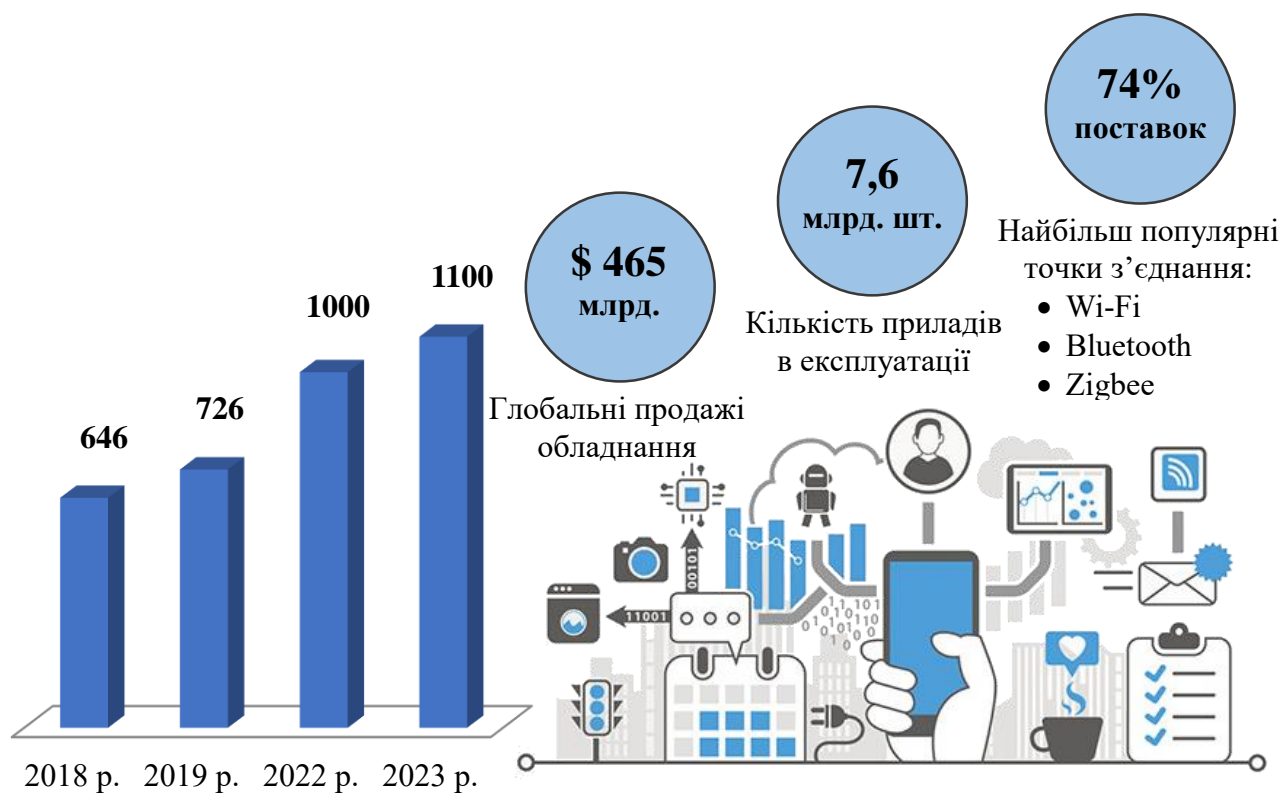 74%
поставок
7,6
млрд. шт.
$ 465
млрд.
Найбільш популярні
точки з’єднання:
• Wi-Fi
• Bluetooth
• Zigbee
Кількість приладів
в експлуатації
Глобальні продажі
обладнання
646
726
1000
1100
2018 р.
2019 р.
2022 р.
2023 р.
00101
11001